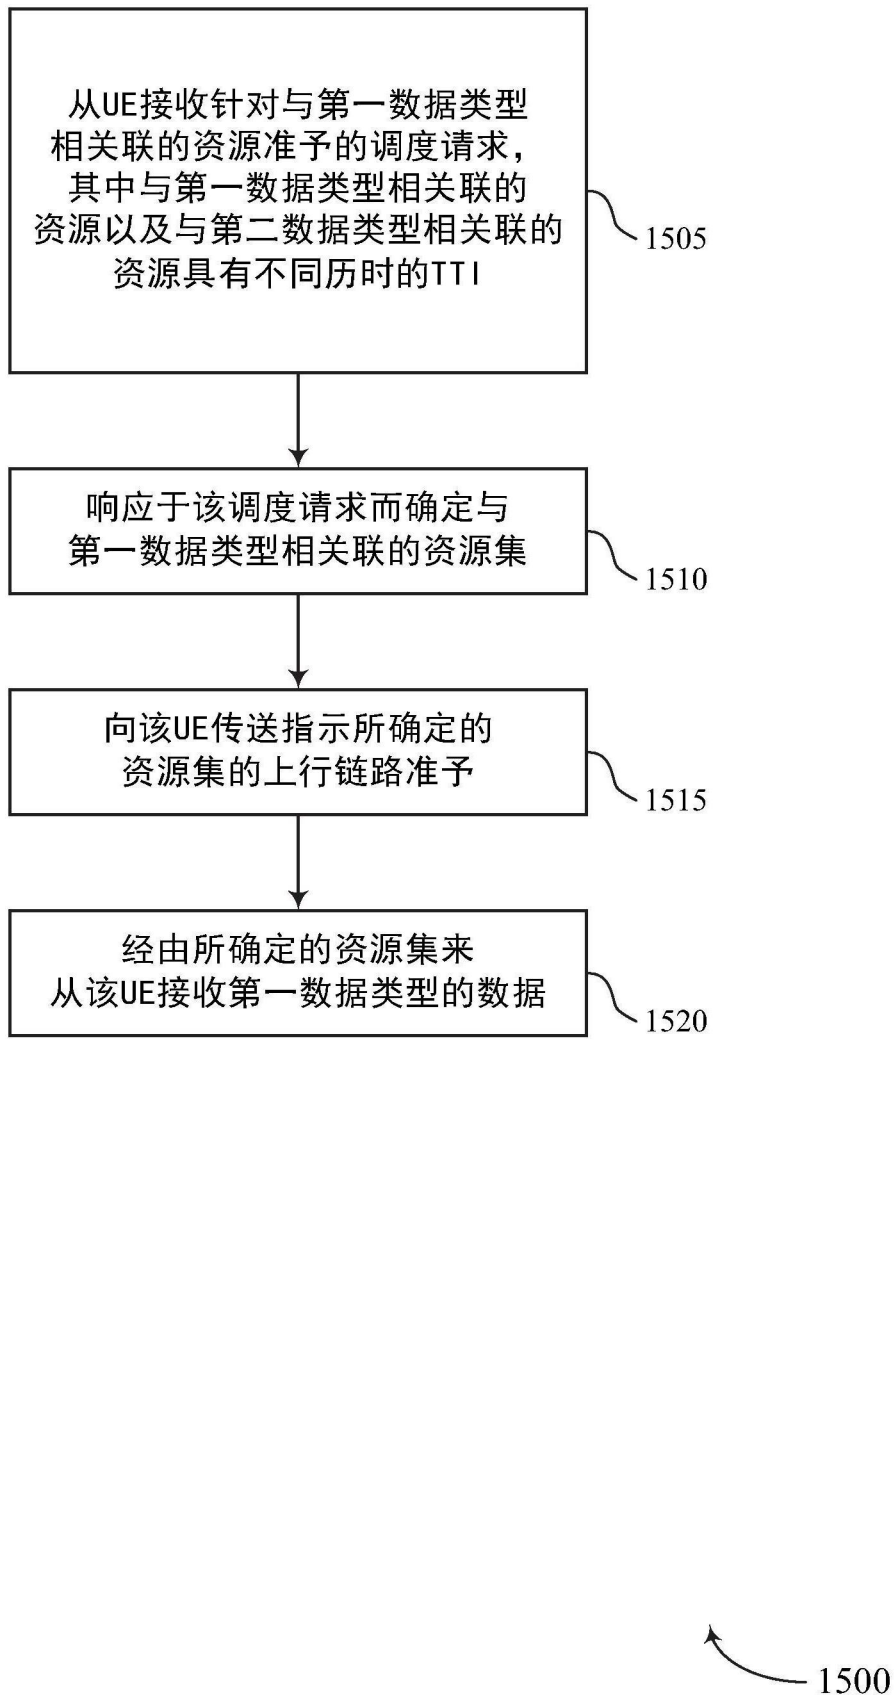 从UE接收针对与第一数据类型
相关联的资源准予的调度请求，
其中与第一数据类型相关联的
资源以及与第二数据类型相关联的
资源具有不同历时的TTI
1505
响应于该调度请求而确定与
第一数据类型相关联的资源集
1510
向该UE传送指示所确定的
资源集的上行链路准予
1515
经由所确定的资源集来
从该UE接收第一数据类型的数据
1520
1500